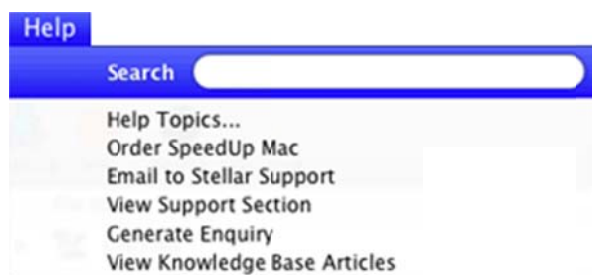 Help
Search
Help Topics...
Order SpeedUp Mac
Email to Stellar Support
View Support Section
Generate Enquiry
View Knowledge Base Articles